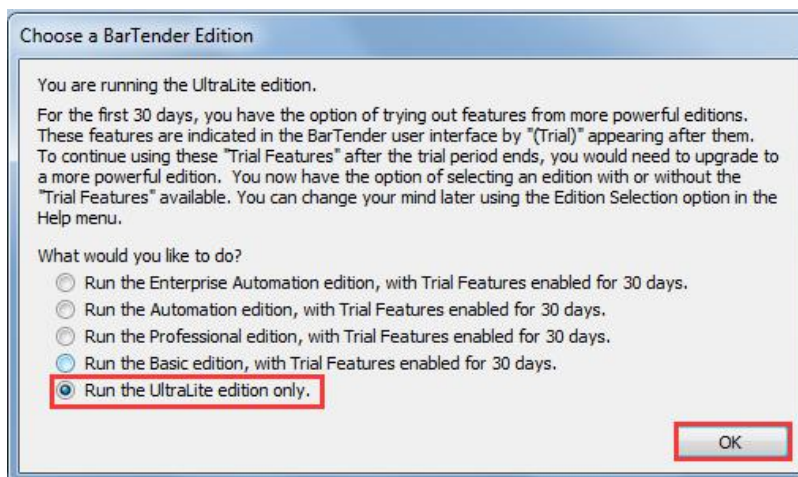 Choose a BarTender Edition
You are running the UltraLite edition.
For the first 30 days, you have the option of trying out features from more powerful editions.
These features are indicated in the BarTender user interface by "(Trial)" appearing after them.
To continue using these "Trial Features" after the trial period ends, you would need to upgrade to
a more powerful edition.  You now have the option of selecting an edition with or without the
"Trial Features" available. You can change your mind later using the Edition Selection option in the
Help menu.
What would you like to do?
Run the Enterprise Automation edition, with Trial Features enabled for 30 days.
Run the Automation edition, with Trial Features enabled for 30 days.
Run the Professional edition, with Trial Features enabled for 30 days.
Run the Basic edition, with Trial Features enabled for 30 days.
Run the UltraLite edition only.
OK